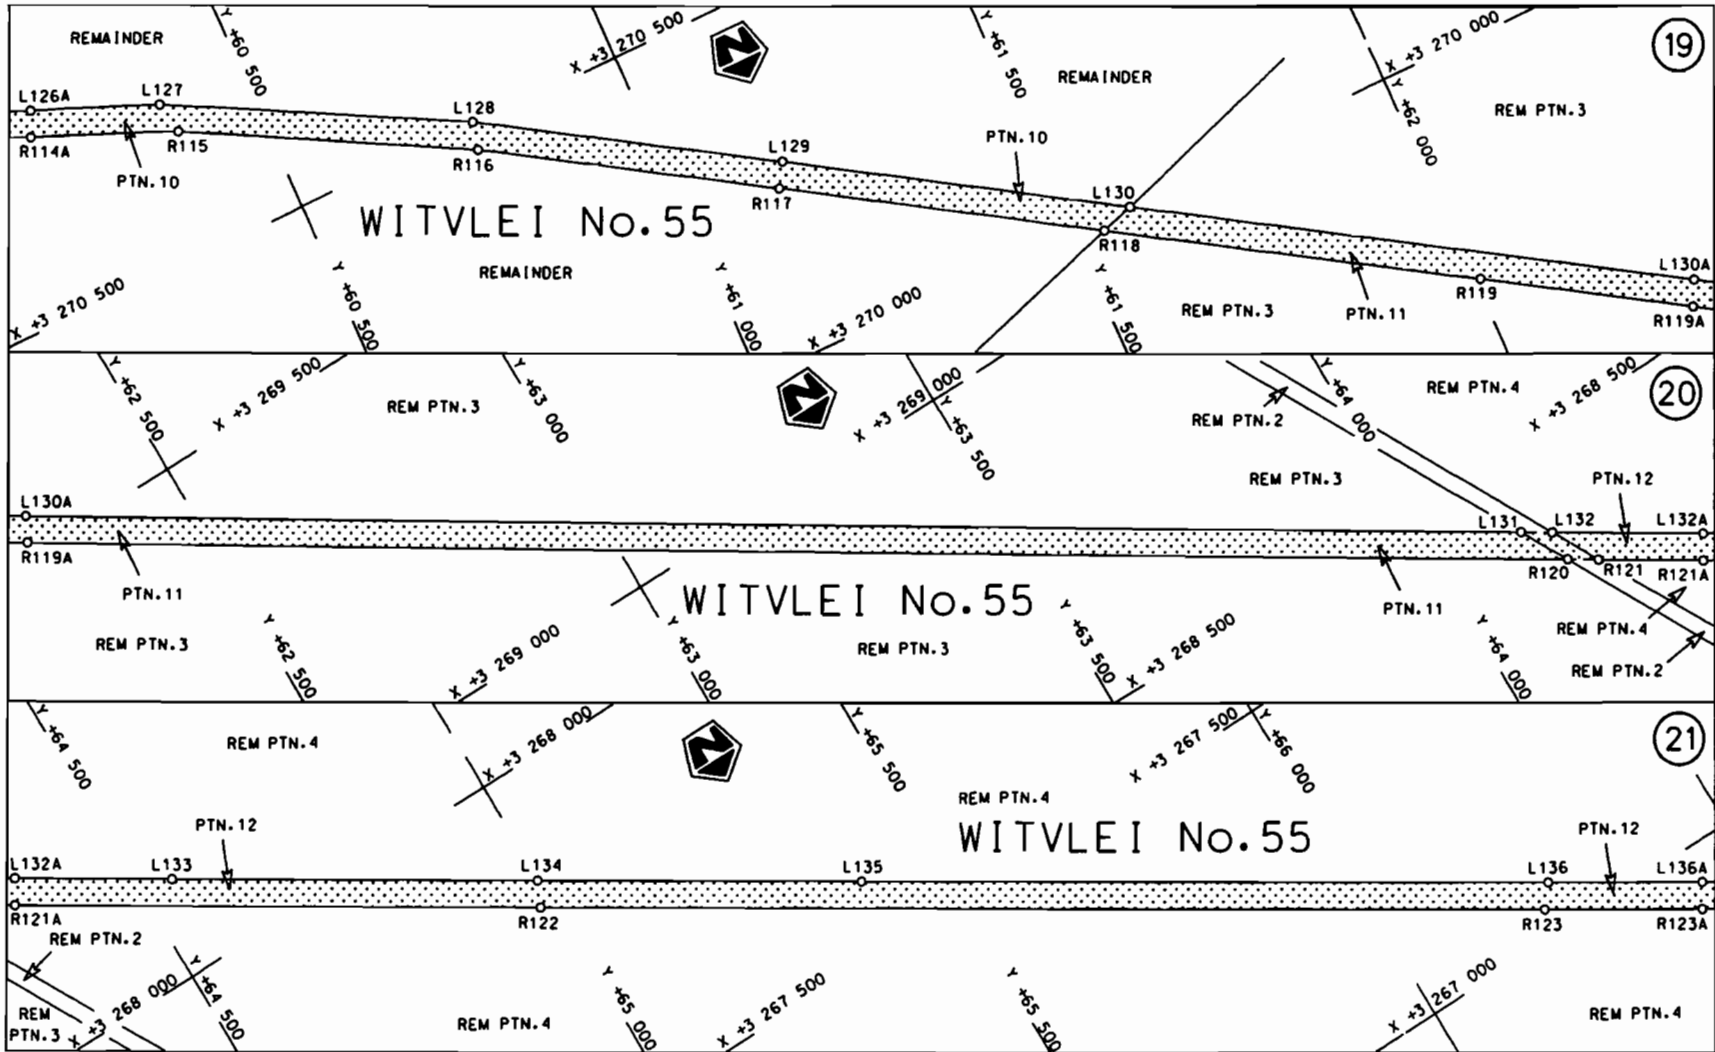 REMAINDER
Y +60 500
X +3 270 500
N
Y +61 500
REMAINDER
X +3 270 000
Y +62 000
REM PTN.3
19
L126A
L127
L128
L129
PTN.10
L130
R114A
PTN.10
R115
R116
R117
R118
WITVLEI No.55
REMAINDER
X +3 270 500
Y +60 500
Y +61 000
X +3 270 000
Y +61 500
REM PTN.3
PTN.11
R119
L130A
R119A
Y +62 500
X +3 269 500
REM PTN.3
Y +63 000
N
X +3 269 000
Y +63 500
REM PTN.2
Y +64 000
REM PTN.4
X +3 268 500
20
REM PTN.3
PTN.12
L130A
L131
L132
L132A
R119A
R120
R121
R121A
PTN.11
WITVLEI No.55
PTN.11
REM PTN.3
Y +62 500
X +3 269 000
Y +63 000
REM PTN.3
Y +63 500
X +3 268 500
Y +64 000
REM PTN.4
REM PTN.2
Y +64 500
REM PTN.4
X +3 268 000
N
Y +65 500
X +3 267 500
Y +66 000
21
REM PTN.4
WITVLEI No.55
PTN.12
PTN.12
L132A
L133
L134
L135
L136
L136A
R121A
R122
R123
R123A
REM PTN.2
REM
PTN.3
X +3 268 000
Y +64 500
REM PTN.4
Y +65 000
X +3 267 500
Y +65 500
X +3 267 000
REM PTN.4